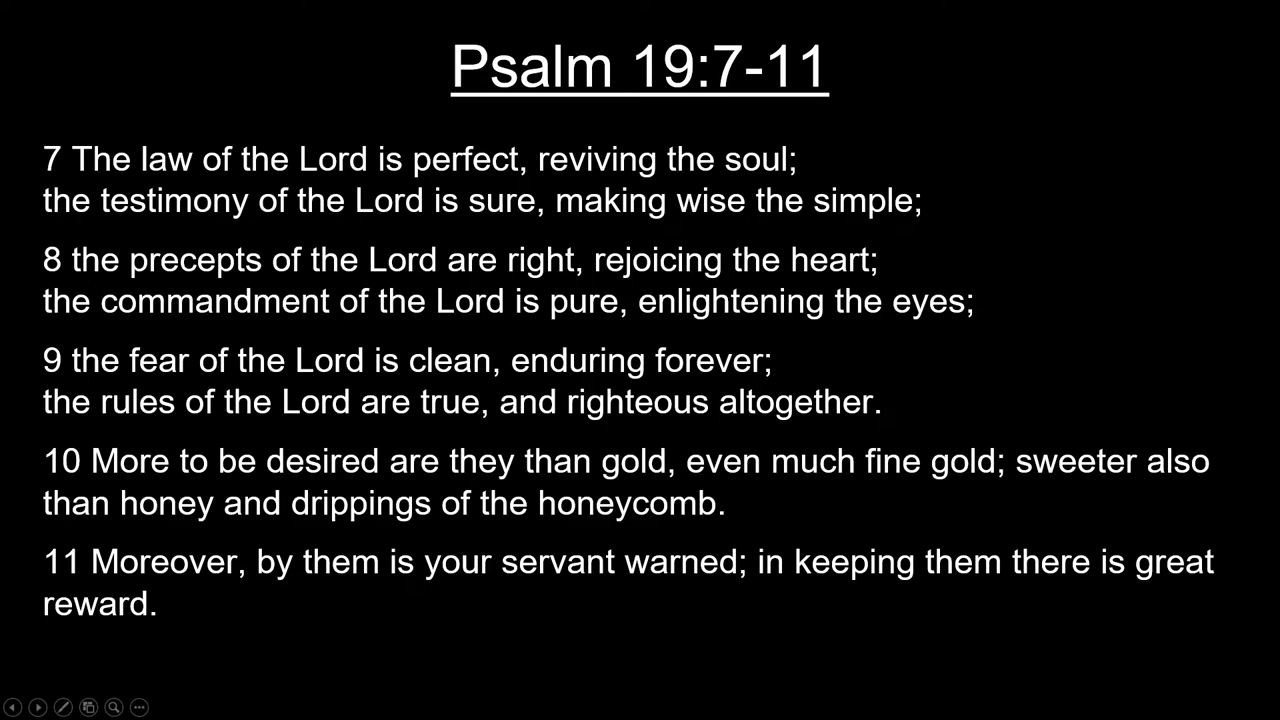 Psalm 19:7-11
7 The law of the Lord is perfect, reviving the soul;
the testimony of the Lord is sure, making wise the simple;
8 the precepts of the Lord are right, rejoicing the heart;
the commandment of the Lord is pure, enlightening the eyes;
9 the fear of the Lord is clean, enduring forever;
the rules of the Lord are true, and righteous altogether.
10 More to be desired are they than gold, even much fine gold; sweeter also
than honey and drippings of the honeycomb.
11 Moreover, by them is your servant warned; in keeping them there is great
reward.